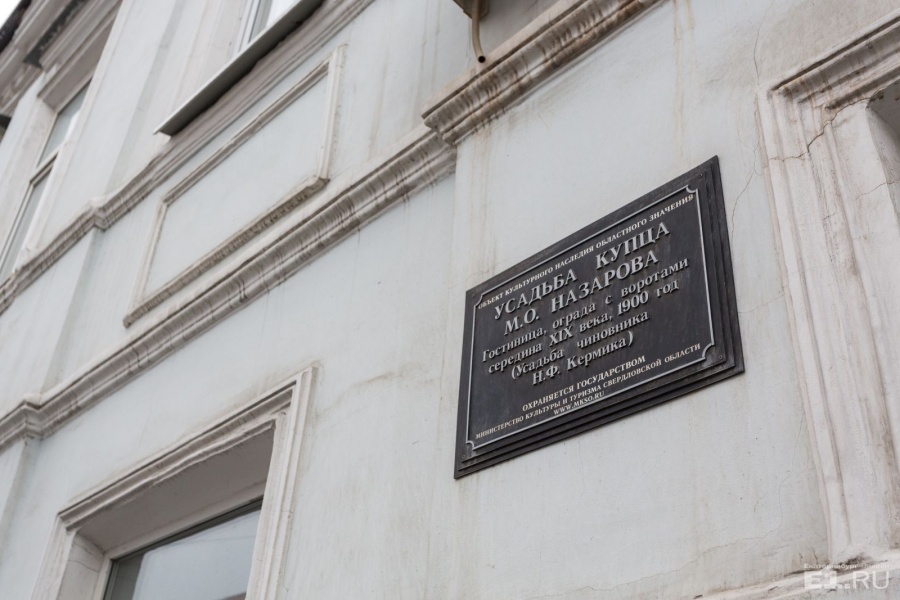 ОБЪЕКТ КУЛЬТУРНОГО НАСЛЕДИЯ ОБЛАСТНОГО ЗНАЧЕНИЯ
УСАДЬБА КУПЦА
М.О. НАЗАРОВА
Гостиница, ограда с воротами
середина XIX века, 1900 год
(Усадьба чиновника
Н.Ф. Кермика)
ОХРАНЯЕТСЯ ГОСУДАРСТВОМ
МИНИСТЕРСТВО КУЛЬТУРЫ И ТУРИЗМА СВЕРДЛОВСКОЙ ОБЛАСТИ
WWW.MKSO.RU
E1.RU